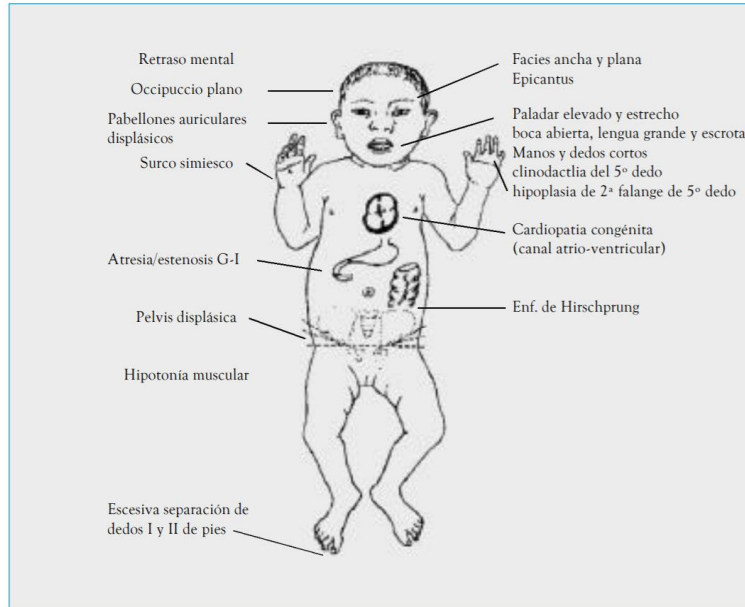 Retraso mental
Occipuccio plano
Pabellones auriculares
displásicos
Surco simiesco
Atresia/estenosis G-I
Pelvis displásica
Hipotonía muscular
Escesiva separación de
dedos I y II de pies
Facies ancha y plana
Epicantus
Paladar elevado y estrecho
boca abierta, lengua grande y escrota
Manos y dedos cortos
clinodactlia del 5º dedo
hipoplasia de 2ª falange de 5º dedo
Cardiopatia congénita
(canal atrio-ventricular)
Enf. de Hirschprung